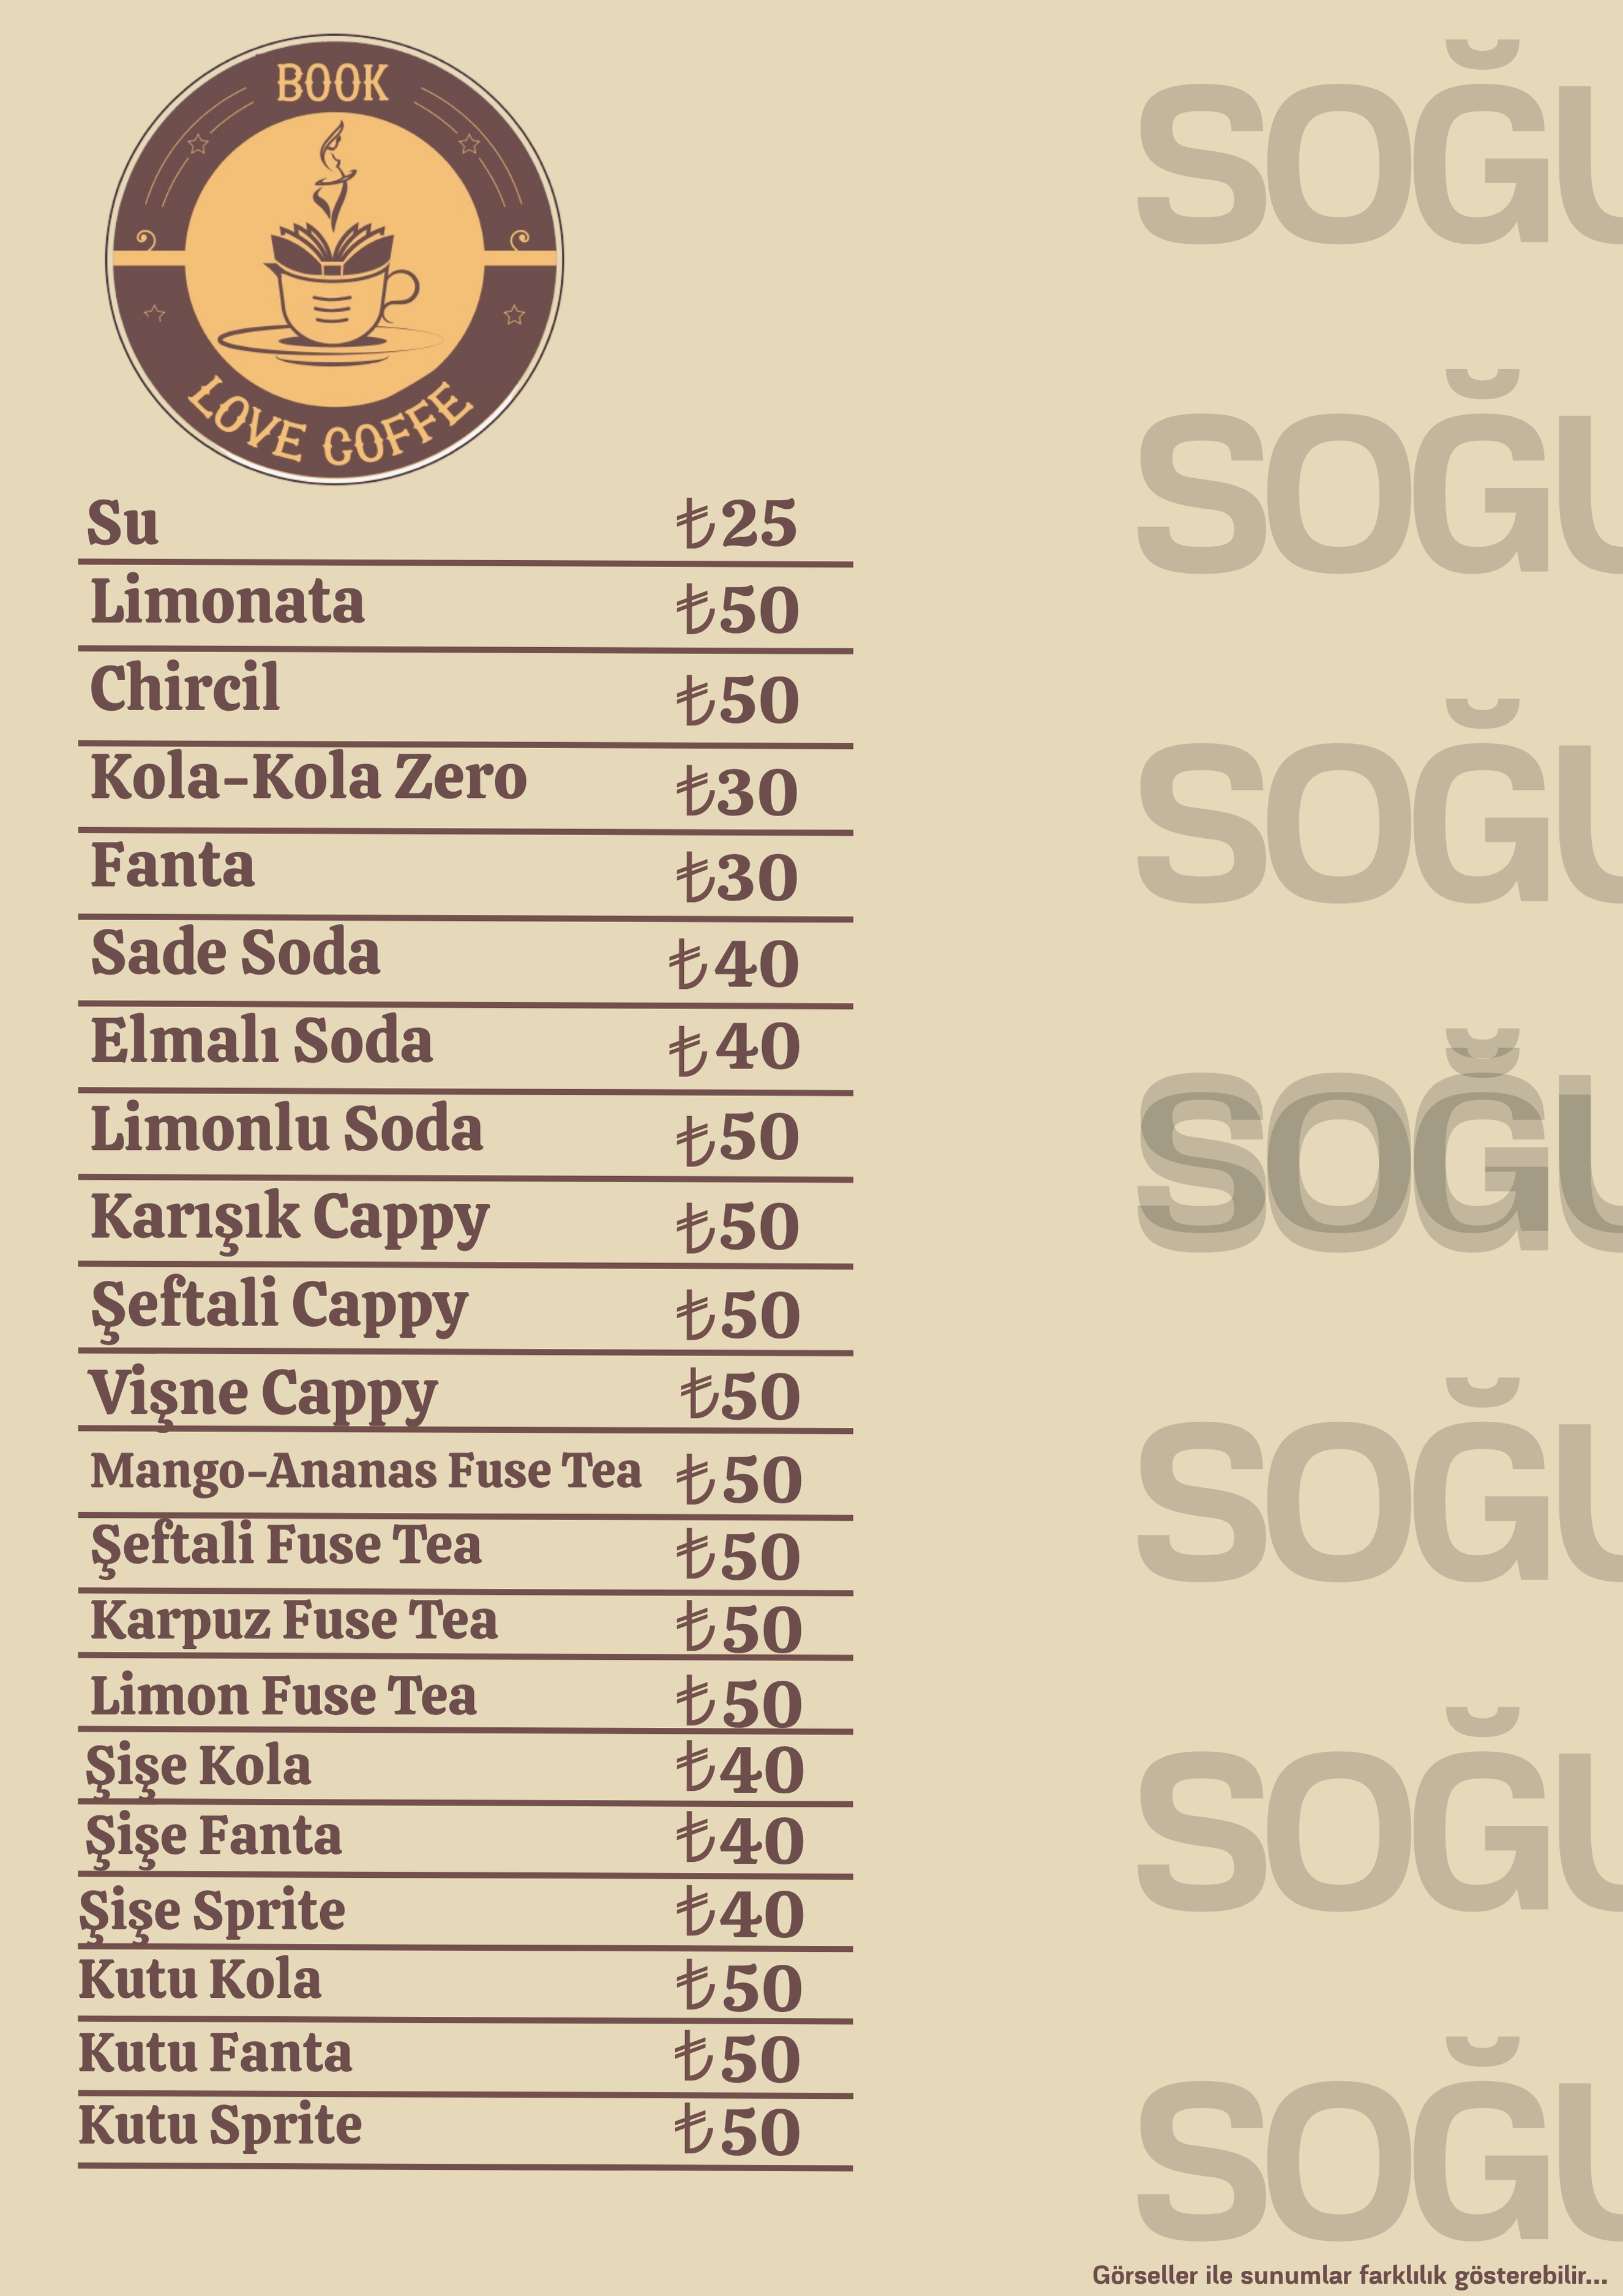 BOOK
LOVE COFFE
Su ₺25
Limonata ₺50
Chircil ₺50
Kola-Kola Zero ₺30
Fanta ₺30
Sade Soda ₺40
Elmalı Soda ₺40
Limonlu Soda ₺50
Karışık Cappy ₺50
Şeftali Cappy ₺50
Vişne Cappy ₺50
Mango-Ananas Fuse Tea ₺50
Şeftali Fuse Tea ₺50
Karpuz Fuse Tea ₺50
Limon Fuse Tea ₺50
Şişe Kola ₺40
Şişe Fanta ₺40
Şişe Sprite ₺40
Kutu Kola ₺50
Kutu Fanta ₺50
Kutu Sprite ₺50
SOĞU
SOĞU
SOĞU
SOĞU
SOĞU
SOĞU
SOĞU
SOĞU
Görseller ile sunumlar farklılık gösterebilir...